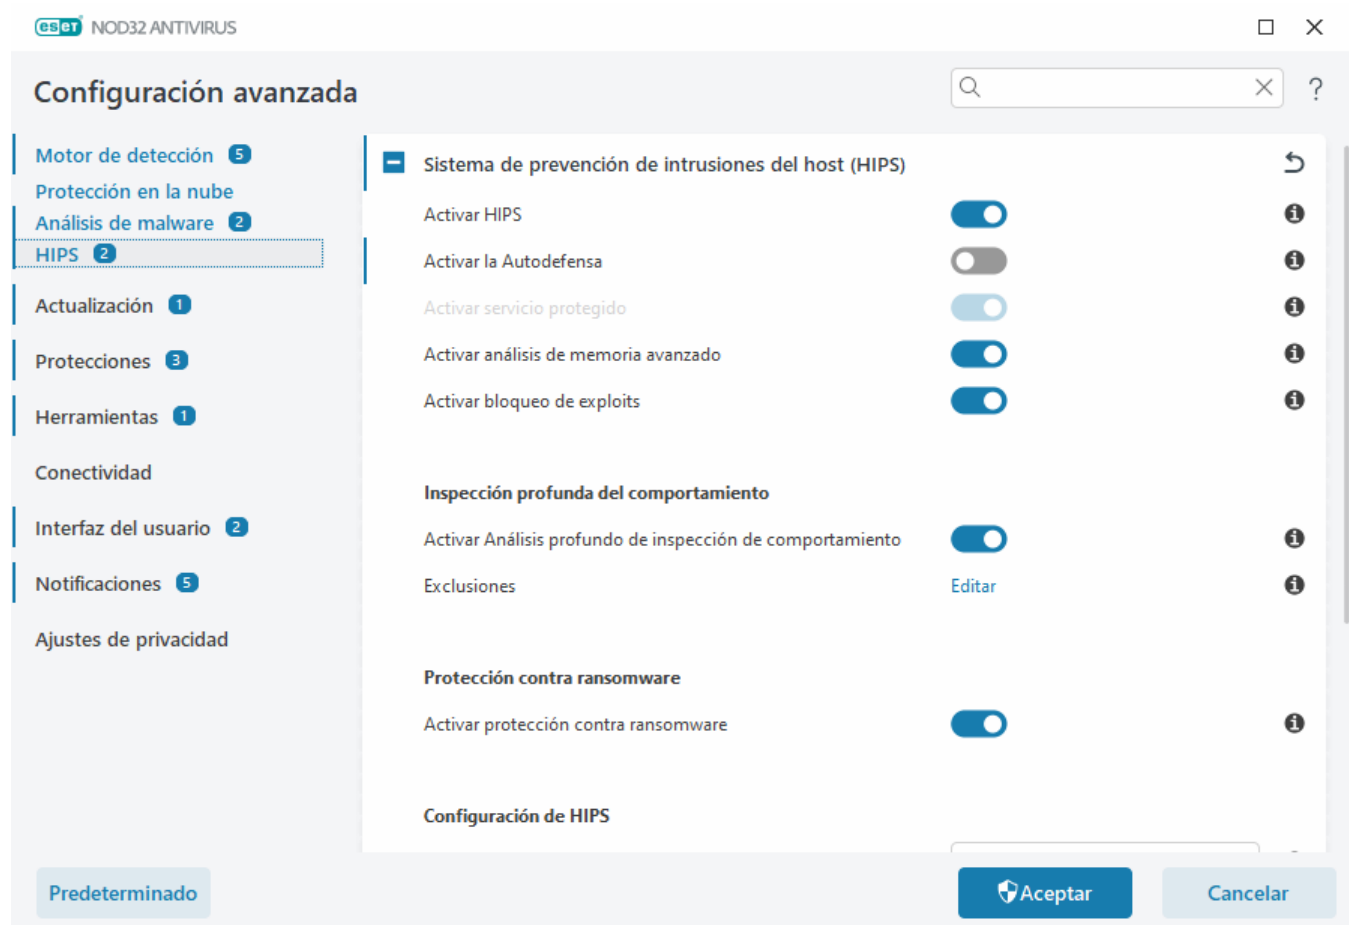 eset NOD32 ANTIVIRUS
Configuración avanzada
?
Motor de detección 5
Protección en la nube
Análisis de malware 2
HIPS 2
Actualización 1
Protecciones 3
Herramientas 1
Conectividad
Interfaz del usuario 2
Notificaciones 5
Ajustes de privacidad
Sistema de prevención de intrusiones del host (HIPS)
Activar HIPS
Activar la Autodefensa
Activar servicio protegido
Activar análisis de memoria avanzado
Activar bloqueo de exploits
Inspección profunda del comportamiento
Activar Análisis profundo de inspección de comportamiento
Exclusiones Editar
Protección contra ransomware
Activar protección contra ransomware
Configuración de HIPS
Predeterminado
Aceptar
Cancelar